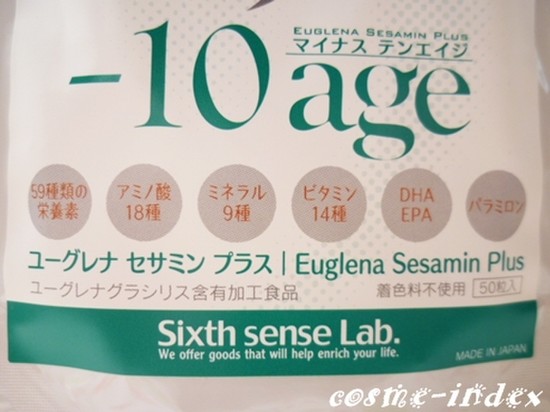 EUGLENA SESAMIN PLUS
マイナス テンエイジ
-10 age
59種類の
栄養素
アミノ酸
18種
ミネラル
9種
ビタミン
14種
DHA
EPA
パラミロン
ユーグレナ セサミン プラス | Euglena Sesamin Plus
ユーグレナグラシリス含有加工食品 着色料不使用 50粒入
Sixth sense Lab.
We offer goods that will help enrich your life.
MADE IN JAPAN
cosme-index